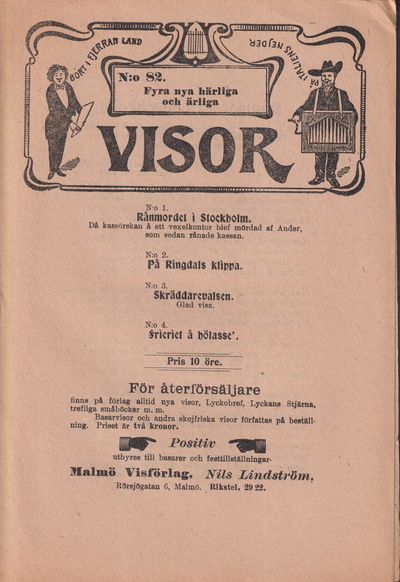 BORT I FJERRAN LAND
PÅ ITALIENS NEJDER
N:o 82.
Fyra nya härliga
och ärliga
VISOR
N:o 1.
Rånmordet i Stockholm.
Då kassörskan å ett vexelkontor blef mördad af Ander,
som sedan rånade kassan.
N:o 2.
På Ringdals klippa.
N:o 3.
Skräddarevalsen.
Glad visa.
N:o 4.
Frieriet å hölasse'.
Pris 10 öre.
För återförsäljare
finns på förlag alltid nya visor, Lyckobref, Lyckans Stjärna,
trefliga småböcker m. m.
Basarvisor och andra skojfriska visor författas på beställ-
ning. Priset är två kronor.
Positiv
uthyres till basarer och festtillställningar.
Malmö Visförlag. Nils Lindström,
Rörsjögatan 6, Malmö. Rikstel. 29 22.